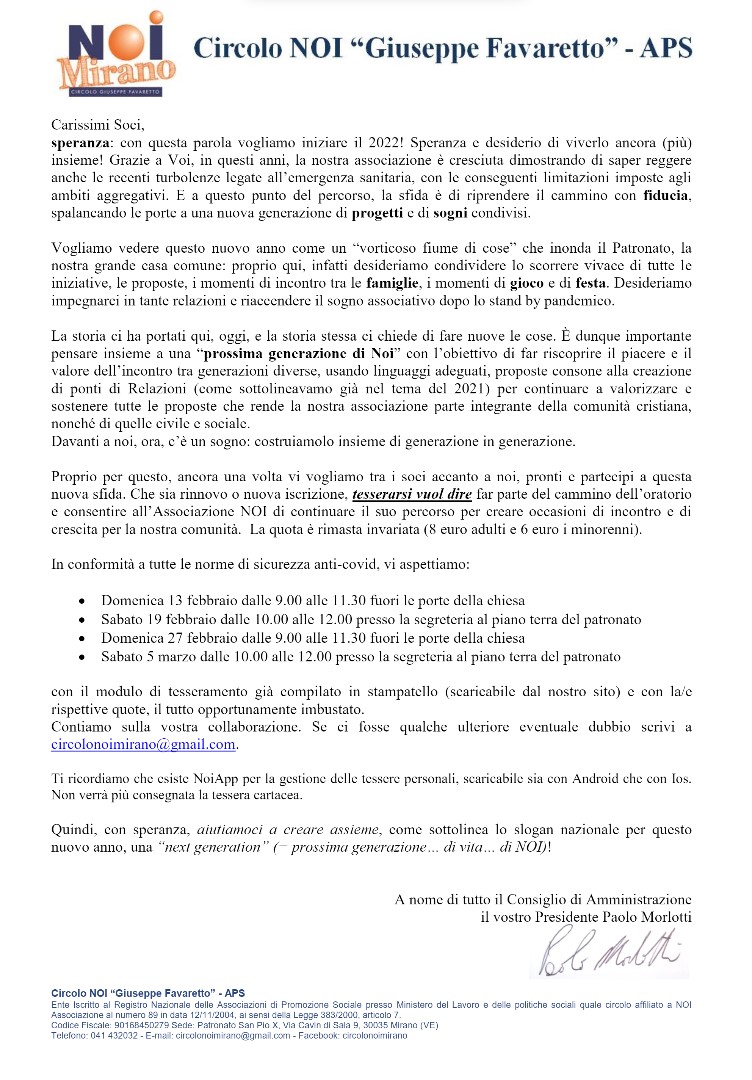 NOI
Mirano
CIRCOLO GIUSEPPE FAVARETTO
Circolo NOI “Giuseppe Favaretto” - APS
Carissimi Soci,
speranza: con questa parola vogliamo iniziare il 2022! Speranza e desiderio di viverlo ancora (più)
insieme! Grazie a Voi, in questi anni, la nostra associazione è cresciuta dimostrando di saper reggere
anche le recenti turbolenze legate all’emergenza sanitaria, con le conseguenti limitazioni imposte agli
ambiti aggregativi. E a questo punto del percorso, la sfida è di riprendere il cammino con fiducia,
spalancando le porte a una nuova generazione di progetti e di sogni condivisi.
Vogliamo vedere questo nuovo anno come un “vorticoso fiume di cose” che inonda il Patronato, la
nostra grande casa comune: proprio qui, infatti desideriamo condividere lo scorrere vivace di tutte le
iniziative, le proposte, i momenti di incontro tra le famiglie, i momenti di gioco e di festa. Desideriamo
impegnarci in tante relazioni e riaccendere il sogno associativo dopo lo stand by pandemico.
La storia ci ha portati qui, oggi, e la storia stessa ci chiede di fare nuove le cose. È dunque importante
pensare insieme a una “prossima generazione di Noi” con l’obiettivo di far riscoprire il piacere e il
valore dell’incontro tra generazioni diverse, usando linguaggi adeguati, proposte consone alla creazione
di ponti di Relazioni (come sottolineavamo già nel tema del 2021) per continuare a valorizzare e
sostenere tutte le proposte che rende la nostra associazione parte integrante della comunità cristiana,
nonché di quelle civile e sociale.
Davanti a noi, ora, c’è un sogno: costruiamolo insieme di generazione in generazione.
Proprio per questo, ancora una volta vi vogliamo tra i soci accanto a noi, pronti e partecipi a questa
nuova sfida. Che sia rinnovo o nuova iscrizione, tesserarsi vuol dire far parte del cammino dell’oratorio
e consentire all’Associazione NOI di continuare il suo percorso per creare occasioni di incontro e di
crescita per la nostra comunità. La quota è rimasta invariata (8 euro adulti e 6 euro i minorenni).
In conformità a tutte le norme di sicurezza anti-covid, vi aspettiamo:
• Domenica 13 febbraio dalle 9.00 alle 11.30 fuori le porte della chiesa
• Sabato 19 febbraio dalle 10.00 alle 12.00 presso la segreteria al piano terra del patronato
• Domenica 27 febbraio dalle 9.00 alle 11.30 fuori le porte della chiesa
• Sabato 5 marzo dalle 10.00 alle 12.00 presso la segreteria al piano terra del patronato
con il modulo di tesseramento già compilato in stampatello (scaricabile dal nostro sito) e con la/e
rispettive quote, il tutto opportunamente imbustato.
Contiamo sulla vostra collaborazione. Se ci fosse qualche ulteriore eventuale dubbio scrivi a
circolonoimirano@gmail.com.
Ti ricordiamo che esiste NoiApp per la gestione delle tessere personali, scaricabile sia con Android che con Ios.
Non verrà più consegnata la tessera cartacea.
Quindi, con speranza, aiutiamoci a creare assieme, come sottolinea lo slogan nazionale per questo
nuovo anno, una “next generation” (= prossima generazione… di vita… di NOI)!
A nome di tutto il Consiglio di Amministrazione
il vostro Presidente Paolo Morlotti
Paolo Morlotti
Circolo NOI “Giuseppe Favaretto” - APS
Ente Iscritto al Registro Nazionale delle Associazioni di Promozione Sociale presso Ministero del Lavoro e delle politiche sociali quale circolo affiliato a NOI
Associazione al numero 89 in data 12/11/2004, ai sensi della Legge 383/2000, articolo 7.
Codice Fiscale: 90168450279 Sede: Patronato San Pio X, Via Cavin di Sala 9, 30035 Mirano (VE)
Telefono: 041 432032 - E-mail: circolonoimirano@gmail.com - Facebook: circolonoimirano